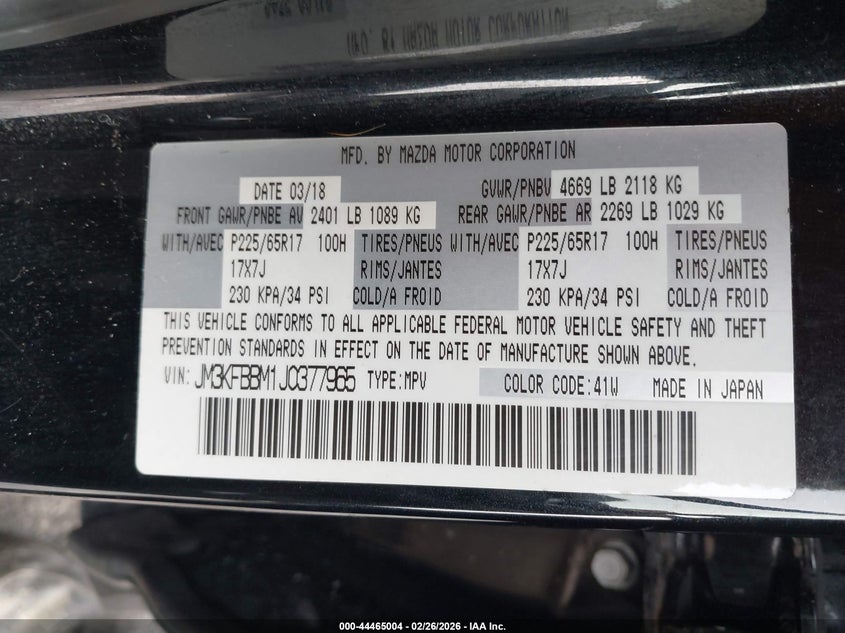 MFD. BY MAZDA MOTOR CORPORATION
DATE 03/18 GVWR/PNBV 4669 LB 2118 KG
FRONT GAWR/PNBE AV 2401 LB 1089 KG REAR GAWR/PNBE AR 2269 LB 1029 KG
WITH/AVEC P225/65R17 100H TIRES/PNEUS WITH/AVEC P225/65R17 100H TIRES/PNEUS
17X7J RIMS/JANTES 17X7J RIMS/JANTES
230 KPA/34 PSI COLD/A FROID 230 KPA/34 PSI COLD/A FROID
THIS VEHICLE CONFORMS TO ALL APPLICABLE FEDERAL MOTOR VEHICLE SAFETY AND THEFT
PREVENTION STANDARDS IN EFFECT ON THE DATE OF MANUFACTURE SHOWN ABOVE.
VIN: JM3KFBBM1J0377965 TYPE:MPV COLOR CODE:41W MADE IN JAPAN
000-44465004 - 02/26/2026 - IAA Inc.